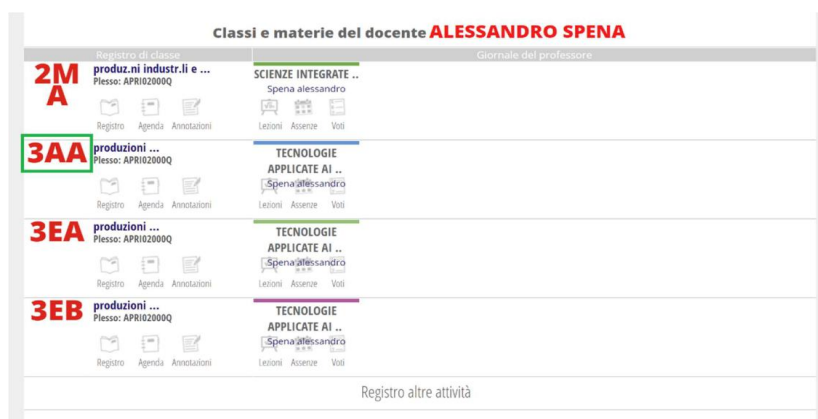 Classi e materie del docente ALESSANDRO SPENA
Registro di classe Giornale del professore
2MA
produz.ni industr.li e ...
Plesso: APRI02000Q
SCIENZE INTEGRATE ..
Spena alessandro
Registro Agenda Annotazioni
Lezioni Assenze Voti
3AA
produzioni ...
Plesso: APRI02000Q
TECNOLOGIE
APPLICATE AI ..
Spena alessandro
Registro Agenda Annotazioni
Lezioni Assenze Voti
3EA
produzioni ...
Plesso: APRI02000Q
TECNOLOGIE
APPLICATE AI ..
Spena alessandro
Registro Agenda Annotazioni
Lezioni Assenze Voti
3EB
produzioni ...
Plesso: APRI02000Q
TECNOLOGIE
APPLICATE AI ..
Spena alessandro
Registro Agenda Annotazioni
Lezioni Assenze Voti
Registro altre attività